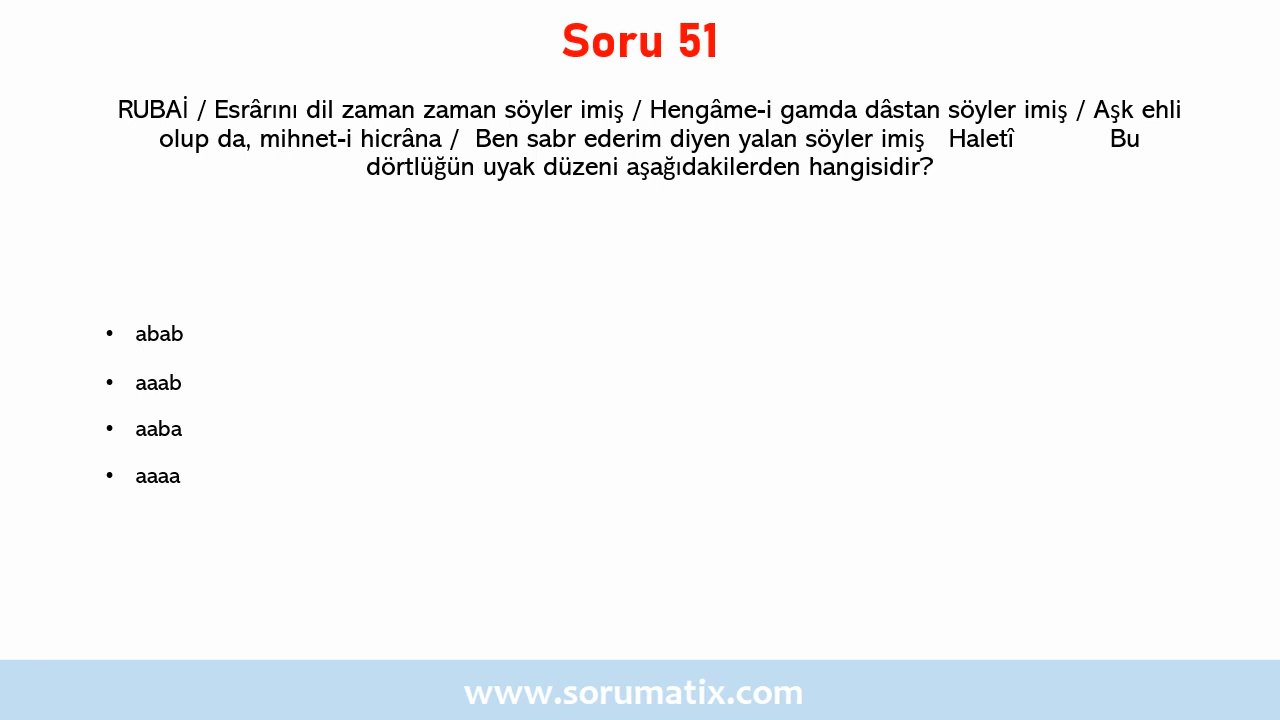 Soru 51
RUBAİ / Esrârını dil zaman zaman söyler imiş / Hengâme-i gamda dâstan söyler imiş / Aşk ehli
olup da, mihnet-i hicrâna / Ben sabr ederim diyen yalan söyler imiş Haletî Bu
dörtlüğün uyak düzeni aşağıdakilerden hangisidir?
• abab
• aaab
• aaba
• aaaa
www.sorumatix.com